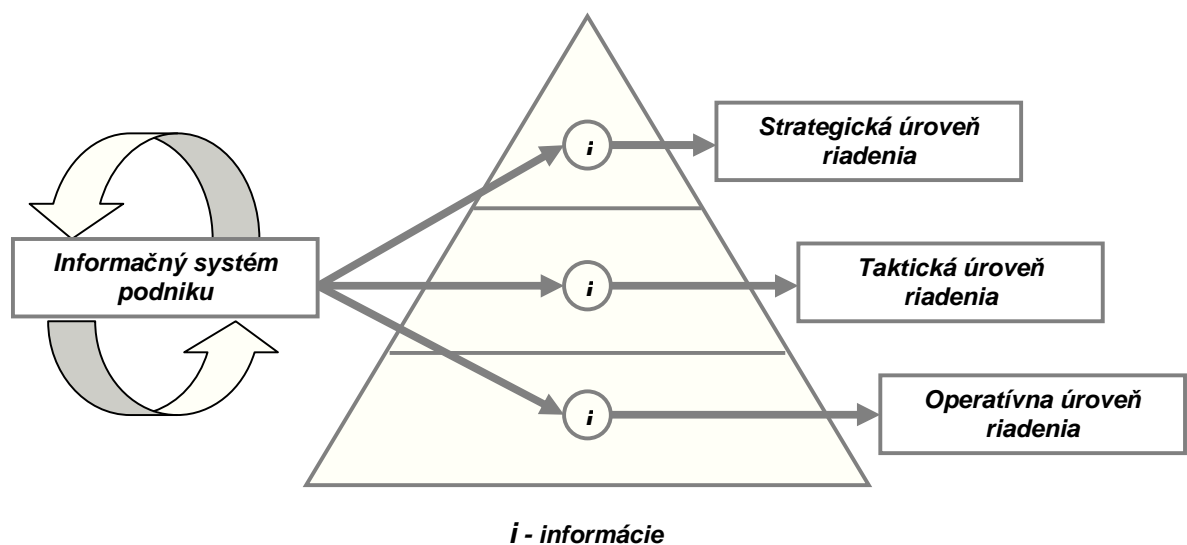 Strategická úroveň
riadenia
i
Informačný systém
podniku
Taktická úroveň
riadenia
i
Operatívna úroveň
riadenia
i
i - informácie